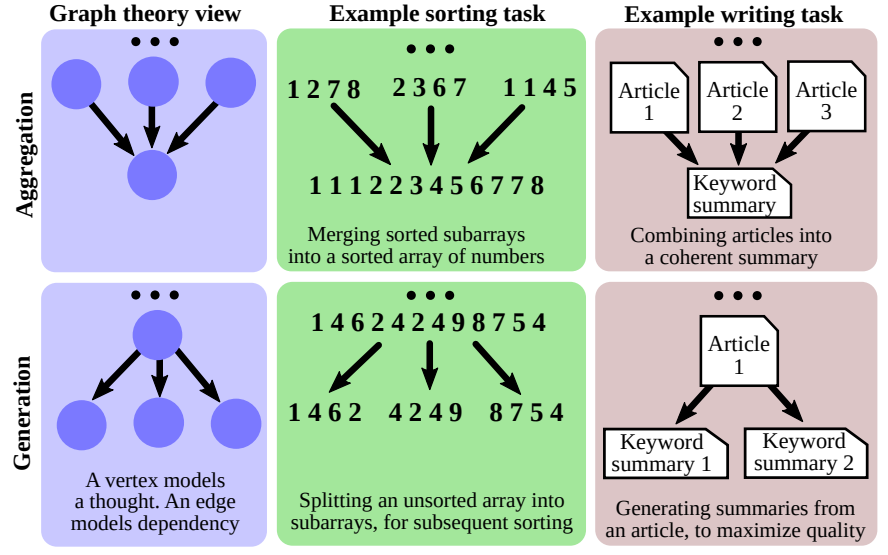 Graph theory view
Example sorting task
Example writing task
Aggregation
1 2 7 8
2 3 6 7
1 1 4 5
1 1 1 2 2 3 4 5 6 7 7 8
Merging sorted subarrays
into a sorted array of numbers
Article
1
Article
2
Article
3
Keyword
summary
Combining articles into
a coherent summary
Generation
A vertex models
a thought. An edge
models dependency
1 4 6 2 4 2 4 9 8 7 5 4
1 4 6 2
4 2 4 9
8 7 5 4
Splitting an unsorted array into
subarrays, for subsequent sorting
Article
1
Keyword
summary 1
Keyword
summary 2
Generating summaries from
an article, to maximize quality